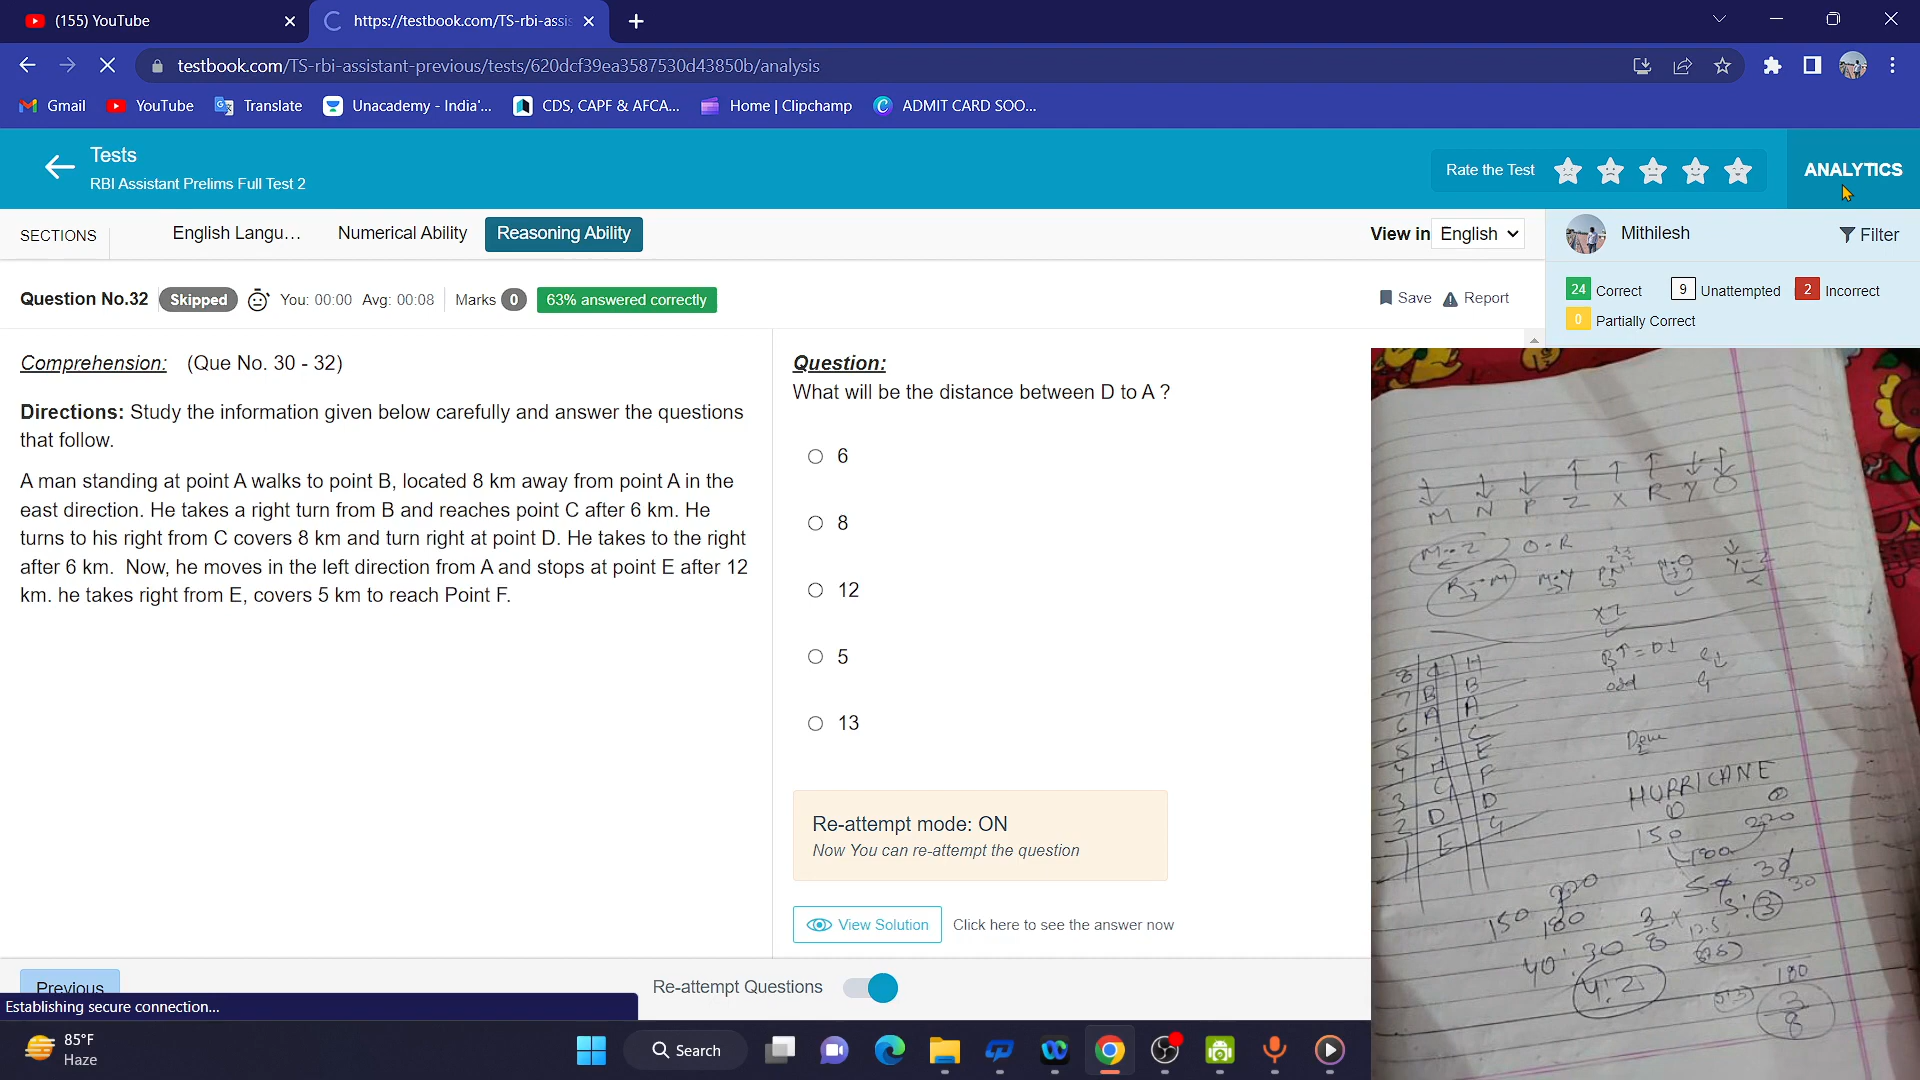 (155) YouTube
https://testbook.com/TS-rbi-assis
testbook.com/TS-rbi-assistant-previous/tests/620dcf39ea3587530d43850b/analysis
Gmail YouTube Translate Unacademy - India'... CDS, CAPF & AFCA... Home | Clipchamp ADMIT CARD SOO...
Tests
RBI Assistant Prelims Full Test 2
Rate the Test
ANALYTICS
SECTIONS English Langu... Numerical Ability Reasoning Ability View in English
Mithilesh Filter
Question No.32 Skipped You: 00:00 Avg: 00:08 Marks 0 63% answered correctly Save Report
24 Correct 9 Unattempted 2 Incorrect
0 Partially Correct
Comprehension: (Que No. 30 - 32)
Directions: Study the information given below carefully and answer the questions
that follow.
A man standing at point A walks to point B, located 8 km away from point A in the
east direction. He takes a right turn from B and reaches point C after 6 km. He
turns to his right from C covers 8 km and turn right at point D. He takes to the right
after 6 km. Now, he moves in the left direction from A and stops at point E after 12
km. he takes right from E, covers 5 km to reach Point F.
Question:
What will be the distance between D to A ?
6
8
12
5
13
Re-attempt mode: ON
Now You can re-attempt the question
View Solution Click here to see the answer now
Previous
Re-attempt Questions
Establishing secure connection...
85°F
Haze
Search
M N P Z X R Y O
O-R
HURRICANE
150
180